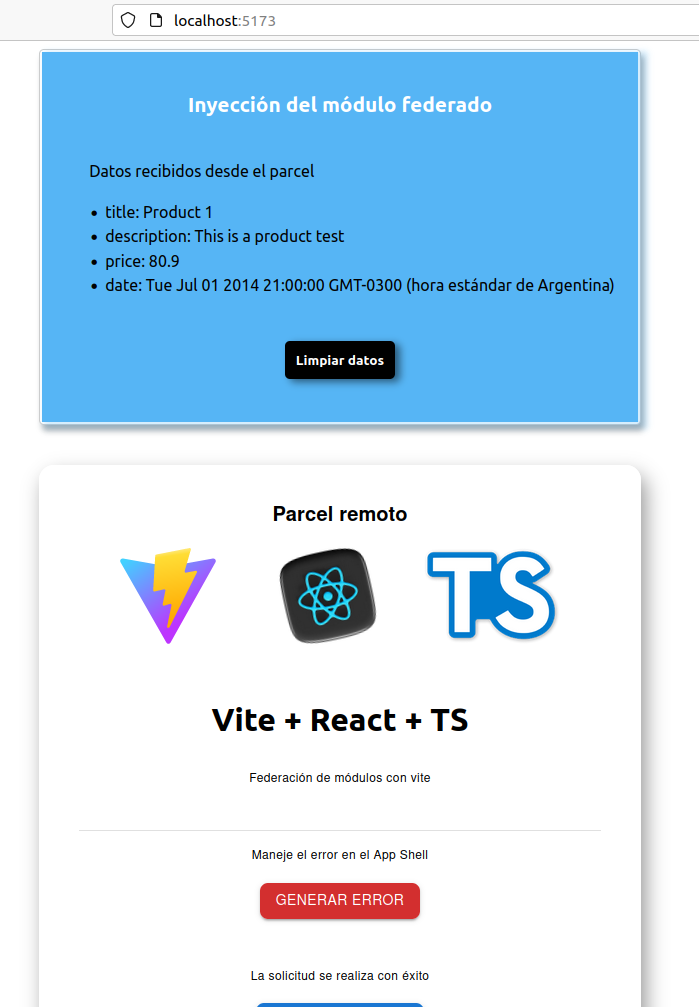 localhost:5173
Inyección del módulo federado
Datos recibidos desde el parcel
• title: Product 1
• description: This is a product test
• price: 80.9
• date: Tue Jul 01 2014 21:00:00 GMT-0300 (hora estándar de Argentina)
Limpiar datos
Parcel remoto
TS
Vite + React + TS
Federación de módulos con vite
Maneje el error en el App Shell
GENERAR ERROR
La solicitud se realiza con éxito